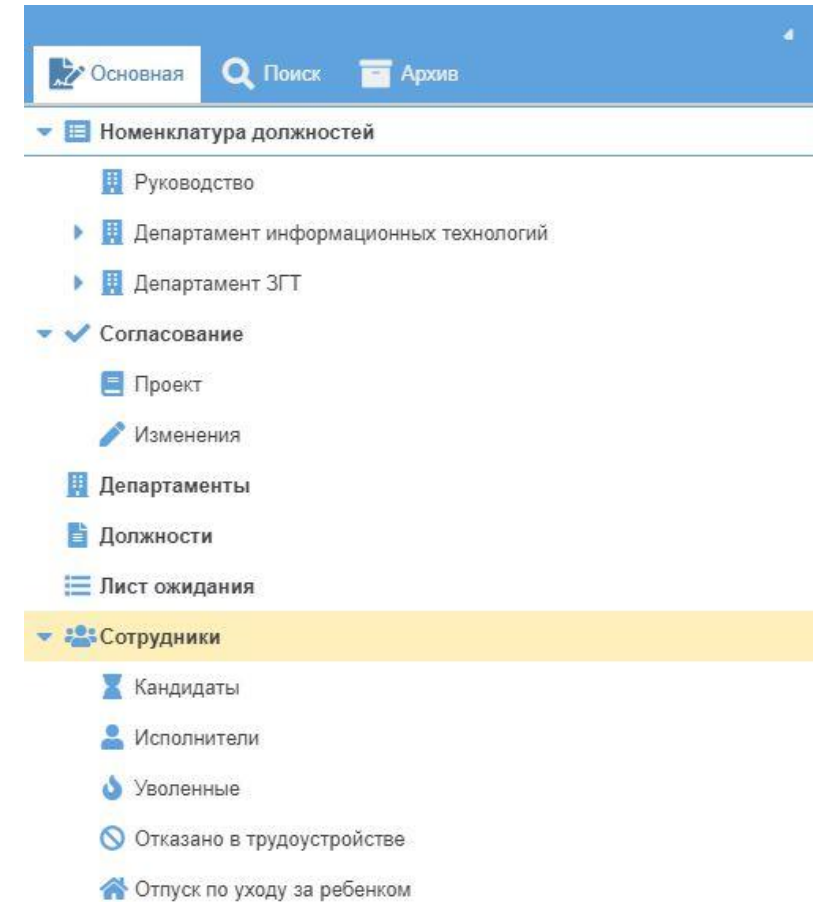 Основная Поиск Архив
Номенклатура должностей
Руководство
Департамент информационных технологий
Департамент ЗГТ
Согласование
Проект
Изменения
Департаменты
Должности
Лист ожидания
Сотрудники
Кандидаты
Исполнители
Уволенные
Отказано в трудоустройстве
Отпуск по уходу за ребенком